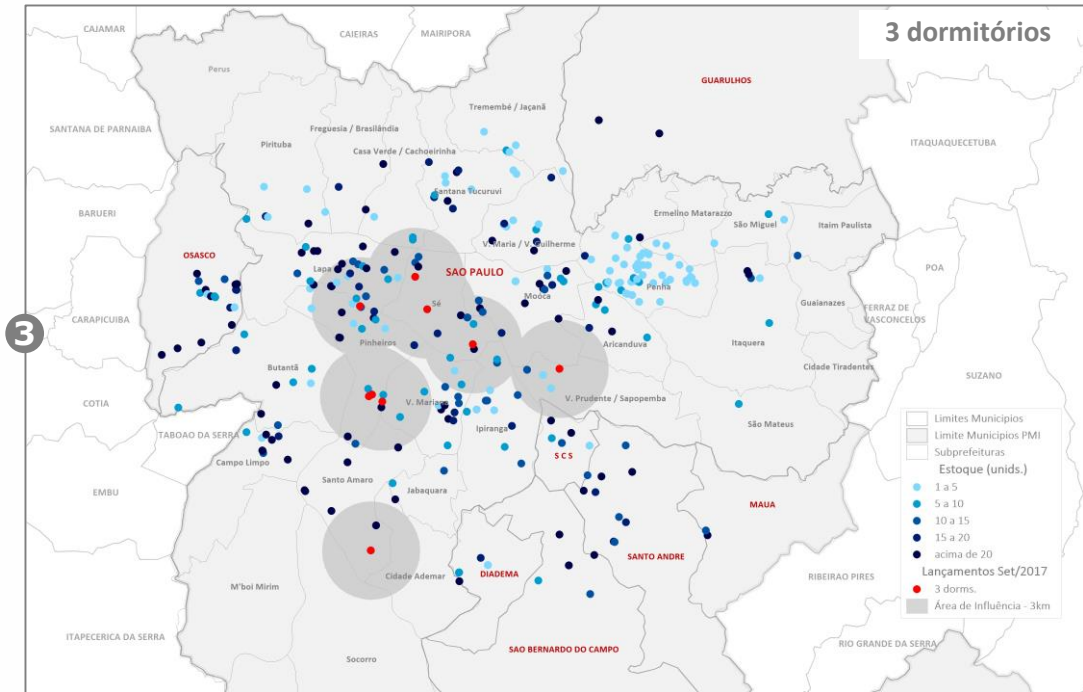 3 dormitórios
CAJAMAR
CAIEIRAS
MAIRIPORA
Perus
GUARULHOS
Tremembé / Jaçanã
SANTANA DE PARNAIBA
Freguesia / Brasilândia
Pirituba
Casa Verde / Cachoeirinha
ITAQUAQUECETUBA
Santana Tucuruvi
BARUERI
Ermelino Matarazzo
São Miguel
Itaim Paulista
V. Maria / V. Guilherme
OSASCO
Lapa
SAO PAULO
POA
Penha
Mooca
Sé
Guaianazes
FERRAZ DE
VASCONCELOS
CARAPICUIBA
3
Pinheiros
Aricanduva
Itaquera
Butantã
Cidade Tiradentes
SUZANO
COTIA
V. Mariana
V. Prudente / Sapopemba
São Mateus
TABOAO DA SERRA
Ipiranga
Campo Limpo
S C S
Santo Amaro
Jabaquara
EMBU
MAUA
SANTO ANDRE
Cidade Ademar
DIADEMA
M'boi Mirim
RIBEIRAO PIRES
ITAPECERICA DA SERRA
SAO BERNARDO DO CAMPO
RIO GRANDE DA SERRA
Socorro
Limites Municipios
Limite Municipios PMI
Subprefeituras
Estoque (unids.)
1 a 5
5 a 10
10 a 15
15 a 20
acima de 20
Lançamentos Set/2017
3 dorms.
Área de Influência - 3km